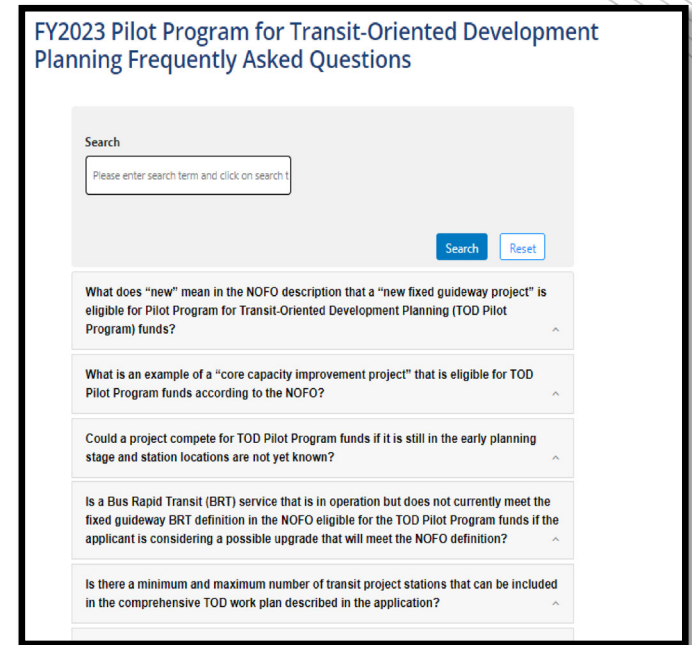 FY2023 Pilot Program for Transit-Oriented Development
Planning Frequently Asked Questions
Search
Please enter search term and click on search t
Search
Reset
What does “new” mean in the NOFO description that a “new fixed guideway project” is
eligible for Pilot Program for Transit-Oriented Development Planning (TOD Pilot
Program) funds?
What is an example of a “core capacity improvement project” that is eligible for TOD
Pilot Program funds according to the NOFO?
Could a project compete for TOD Pilot Program funds if it is still in the early planning
stage and station locations are not yet known?
Is a Bus Rapid Transit (BRT) service that is in operation but does not currently meet the
fixed guideway BRT definition in the NOFO eligible for the TOD Pilot Program funds if the
applicant is considering a possible upgrade that will meet the NOFO definition?
Is there a minimum and maximum number of transit project stations that can be included
in the comprehensive TOD work plan described in the application?